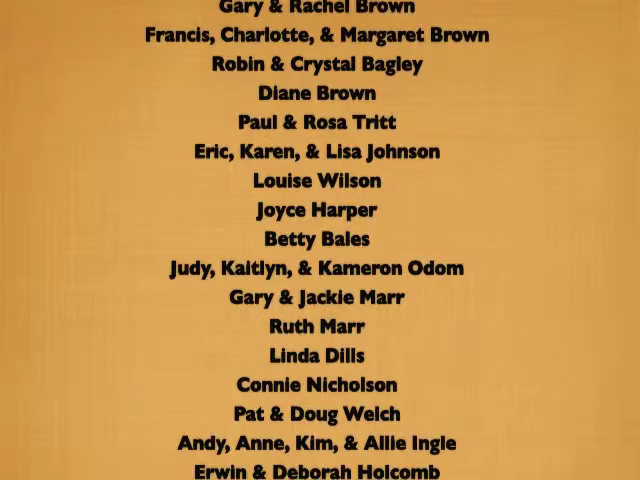 Gary & Rachel Brown
Francis, Charlotte, & Margaret Brown
Robin & Crystal Bagley
Diane Brown
Paul & Rosa Tritt
Eric, Karen, & Lisa Johnson
Louise Wilson
Joyce Harper
Betty Bales
Judy, Kaitlyn, & Kameron Odom
Gary & Jackie Marr
Ruth Marr
Linda Dills
Connie Nicholson
Pat & Doug Welch
Andy, Anne, Kim, & Allie Ingle
Erwin & Deborah Holcomb